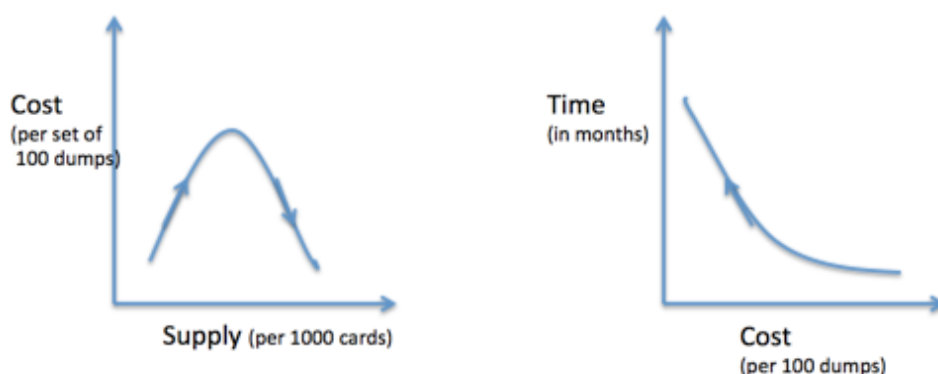 Cost
(per set of
100 dumps)
Supply (per 1000 cards)
Time
(in months)
Cost
(per 100 dumps)